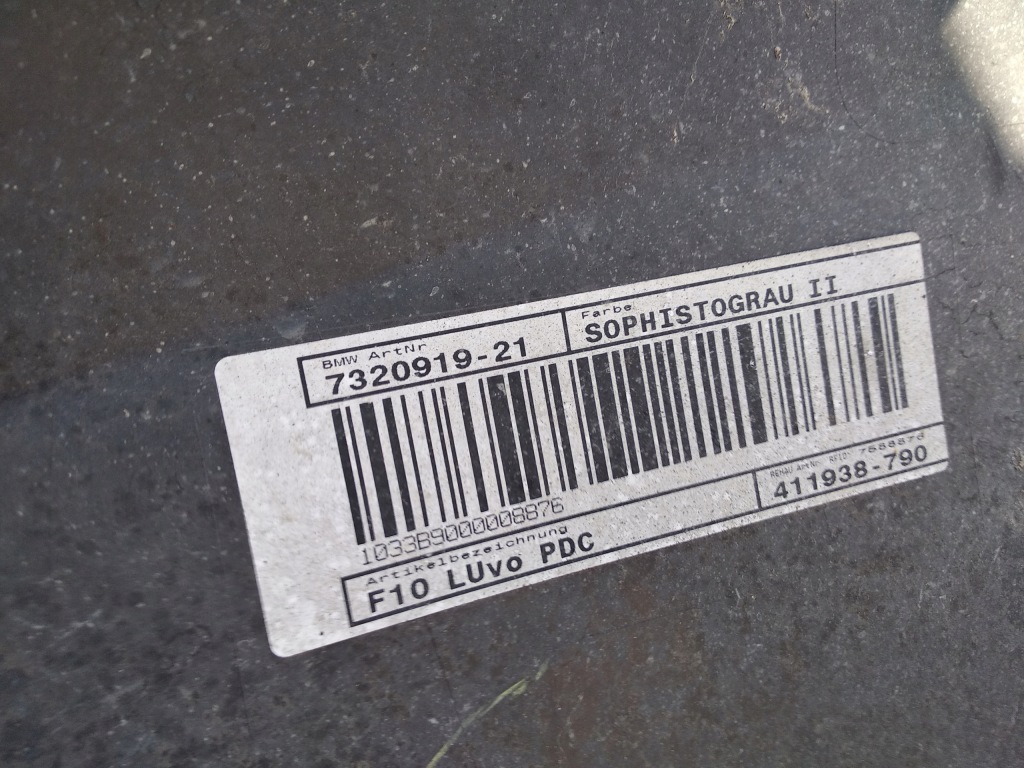 BMW ArtNr.
7320919-21
Farbe
SOPHISTOGRAU II
1033B9000008876
Artikelbezeichnung
F10 LUvo PDC
REHAU ArtNr.
411938-790